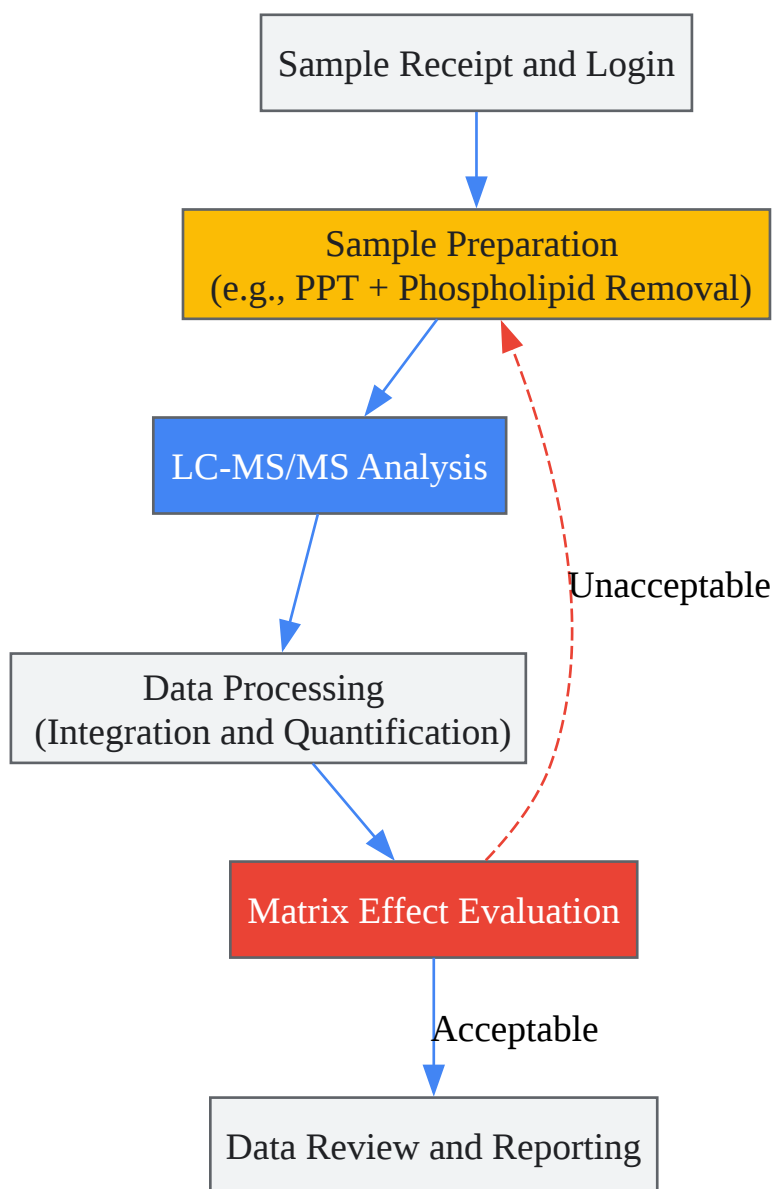 Sample Receipt and Login
Sample Preparation
(e.g., PPT + Phospholipid Removal)
LC-MS/MS Analysis
Unacceptable
Data Processing
(Integration and Quantification)
Matrix Effect Evaluation
Acceptable
Data Review and Reporting